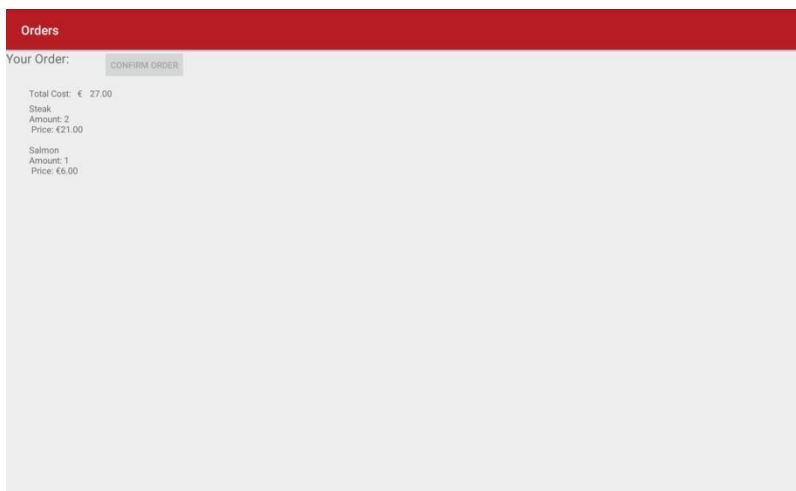 Orders
Your Order:
CONFIRM ORDER
Total Cost: € 27.00
Steak
Amount: 2
Price: €21.00
Salmon
Amount: 1
Price: €6.00